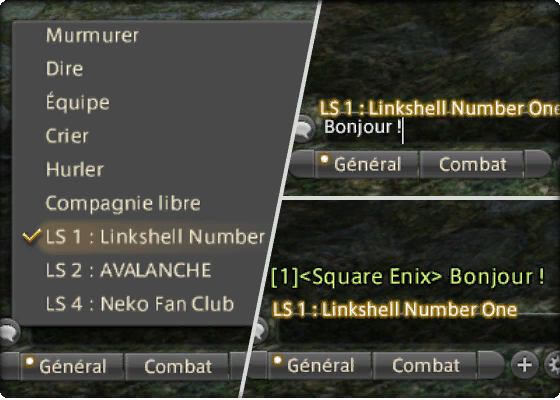 Murmurer
Dire
Équipe
Crier
Hurler
Compagnie libre
LS 1 : Linkshell Number
LS 2 : AVALANCHE
LS 4 : Neko Fan Club
Général Combat
LS 1 : Linkshell Number One
Bonjour !
Général Combat
[1]<Square Enix> Bonjour !
LS 1 : Linkshell Number One
Général Combat +